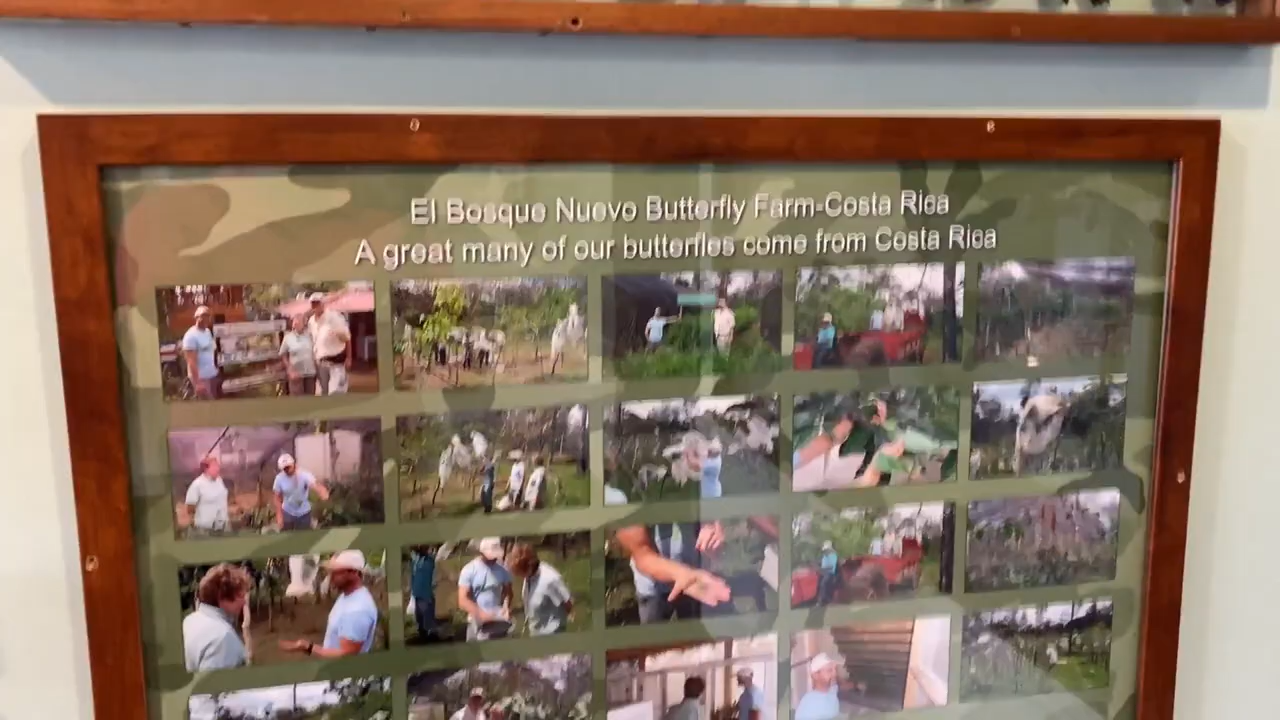 El Bosque Nuevo Butterfly Farm-Costa Rica
A great many of our butterflies come from Costa Rica